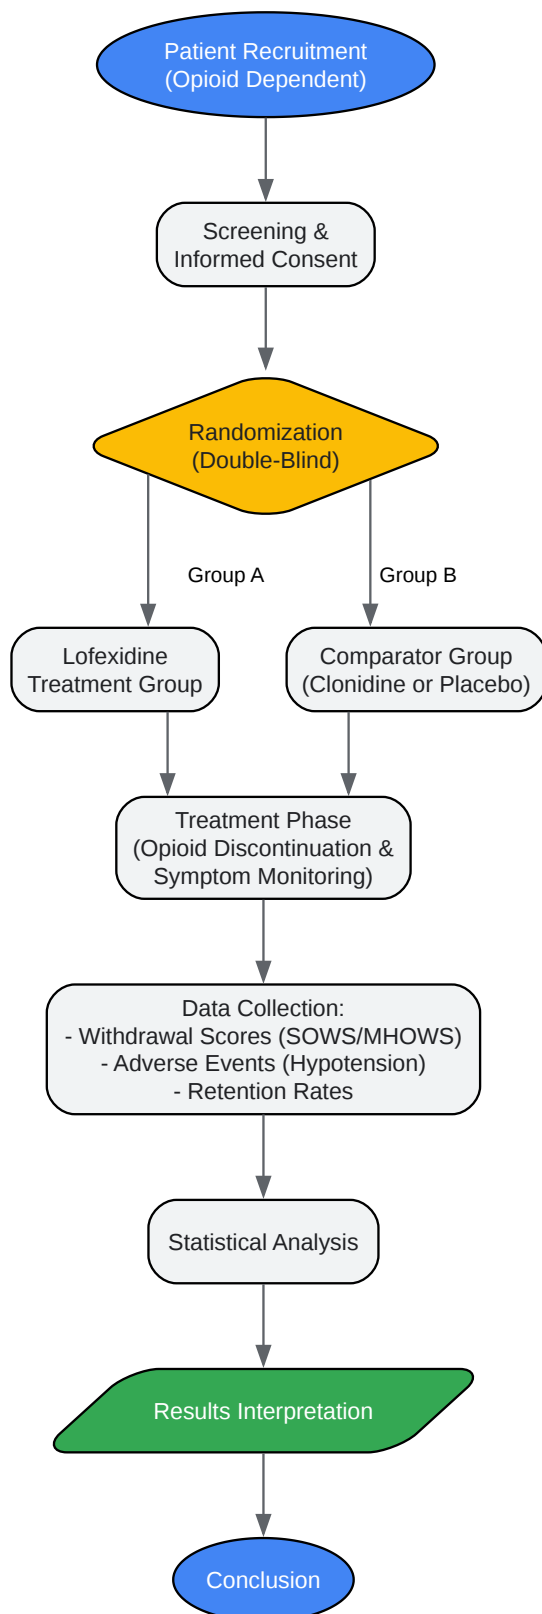 Patient Recruitment
(Opioid Dependent)
Screening &
Informed Consent
Randomization
(Double-Blind)
Group A
Group B
Lofexidine
Treatment Group
Comparator Group
(Clonidine or Placebo)
Treatment Phase
(Opioid Discontinuation &
Symptom Monitoring)
Data Collection:
- Withdrawal Scores (SOWS/MHOWS)
- Adverse Events (Hypotension)
- Retention Rates
Statistical Analysis
Results Interpretation
Conclusion